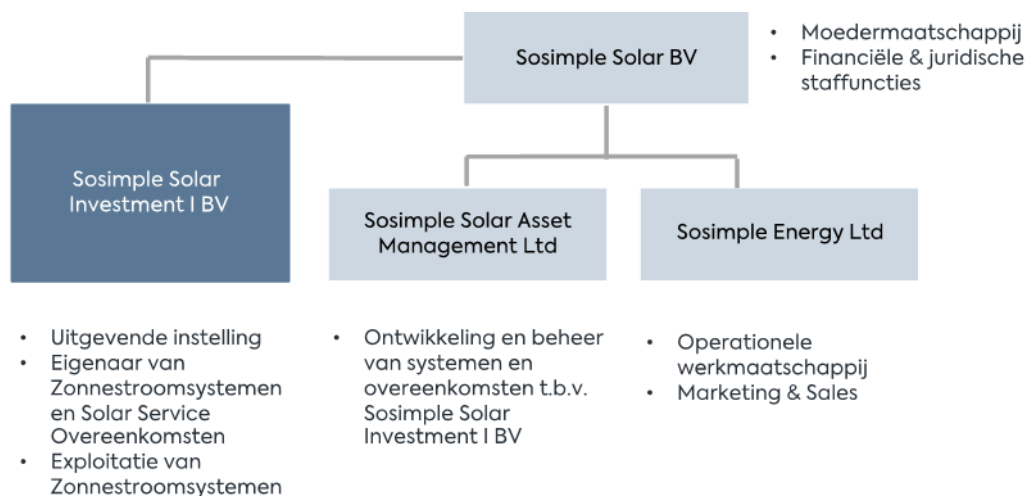 Sosimple Solar BV
• Moedermaatschappij
• Financiële & juridische
staffuncties
Sosimple Solar
Investment I BV
Sosimple Solar Asset
Management Ltd
Sosimple Energy Ltd
• Uitgevende instelling
• Eigenaar van
Zonnestroomsystemen
en Solar Service
Overeenkomsten
• Exploitatie van
Zonnestroomsystemen
• Ontwikkeling en beheer
van systemen en
overeenkomsten t.b.v.
Sosimple Solar
Investment I BV
• Operationele
werkmaatschappij
• Marketing & Sales